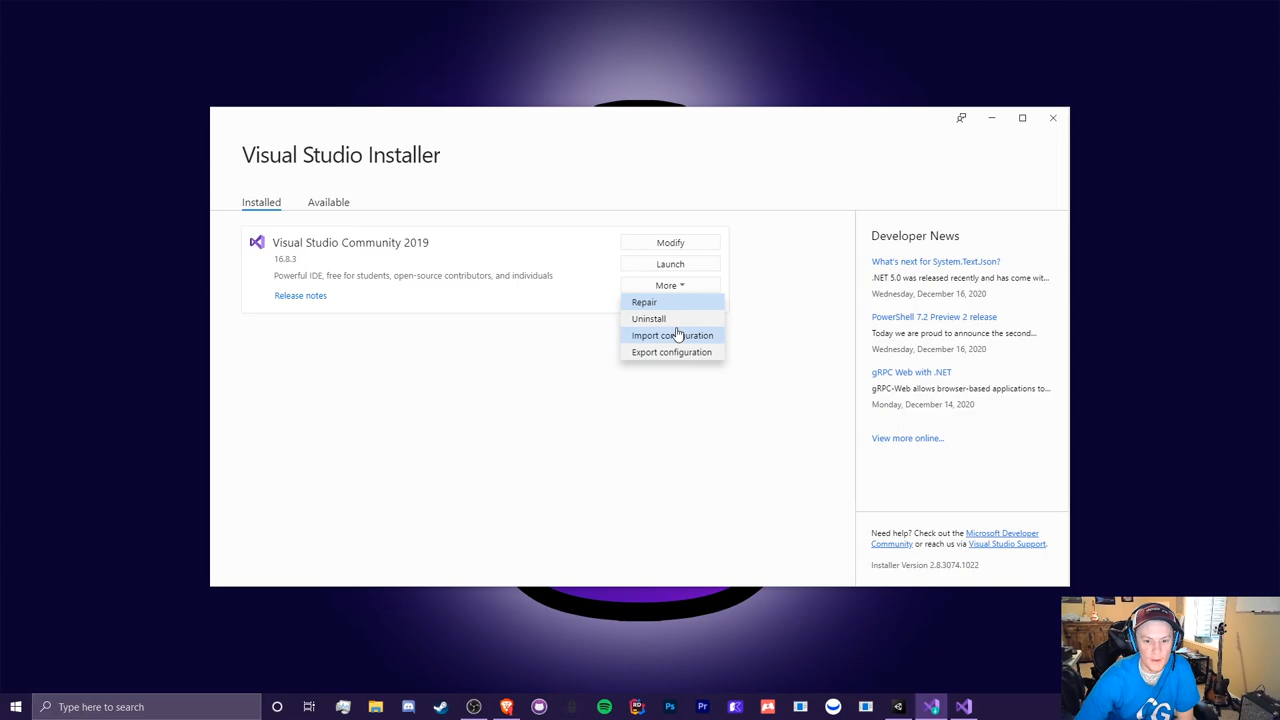 Visual Studio Installer
Installed
Available
Visual Studio Community 2019
16.8.3
Powerful IDE, free for students, open-source contributors, and individuals
Release notes
Modify
Launch
More
Repair
Uninstall
Import configuration
Export configuration
Developer News
What's next for System.Text.Json?
.NET 5.0 was released recently and has come wit...
Wednesday, December 16, 2020
PowerShell 7.2 Preview 2 release
Today we are proud to announce the second...
Wednesday, December 16, 2020
gRPC Web with .NET
gRPC-Web allows browser-based applications to...
Monday, December 14, 2020
View more online...
Need help? Check out the Microsoft Developer
Community or reach us via Visual Studio Support.
Installer Version 2.8.3074.1022
Type here to search